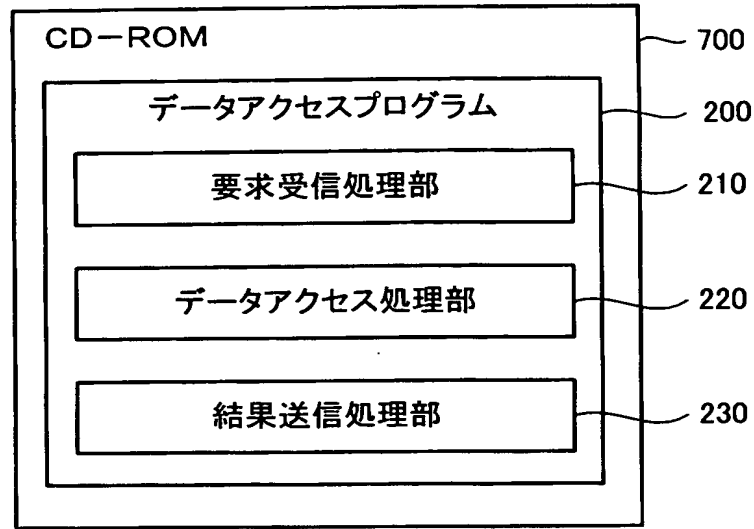 CD－ROM
700
データアクセスプログラム
200
要求受信処理部
210
データアクセス処理部
220
結果送信処理部
230